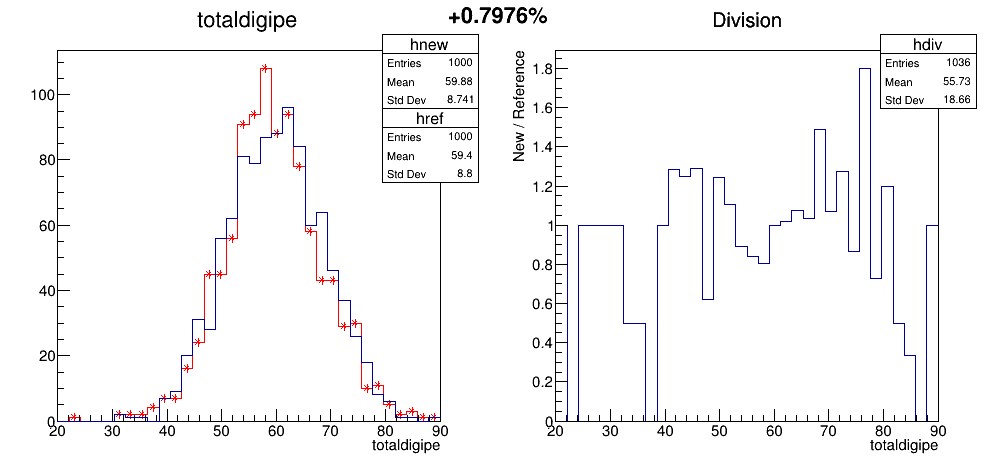 +0.7976%
totaldigipe
hnew
Entries 1000
Mean 59.88
Std Dev 8.741
href
Entries 1000
Mean 59.4
Std Dev 8.8
100
80
60
40
20
0
20 30 40 50 60 70 80 90
totaldigipe
Division
hdiv
Entries 1036
Mean 55.73
Std Dev 18.66
New / Reference
1.8
1.6
1.4
1.2
1
0.8
0.6
0.4
0.2
0
20 30 40 50 60 70 80 90
totaldigipe